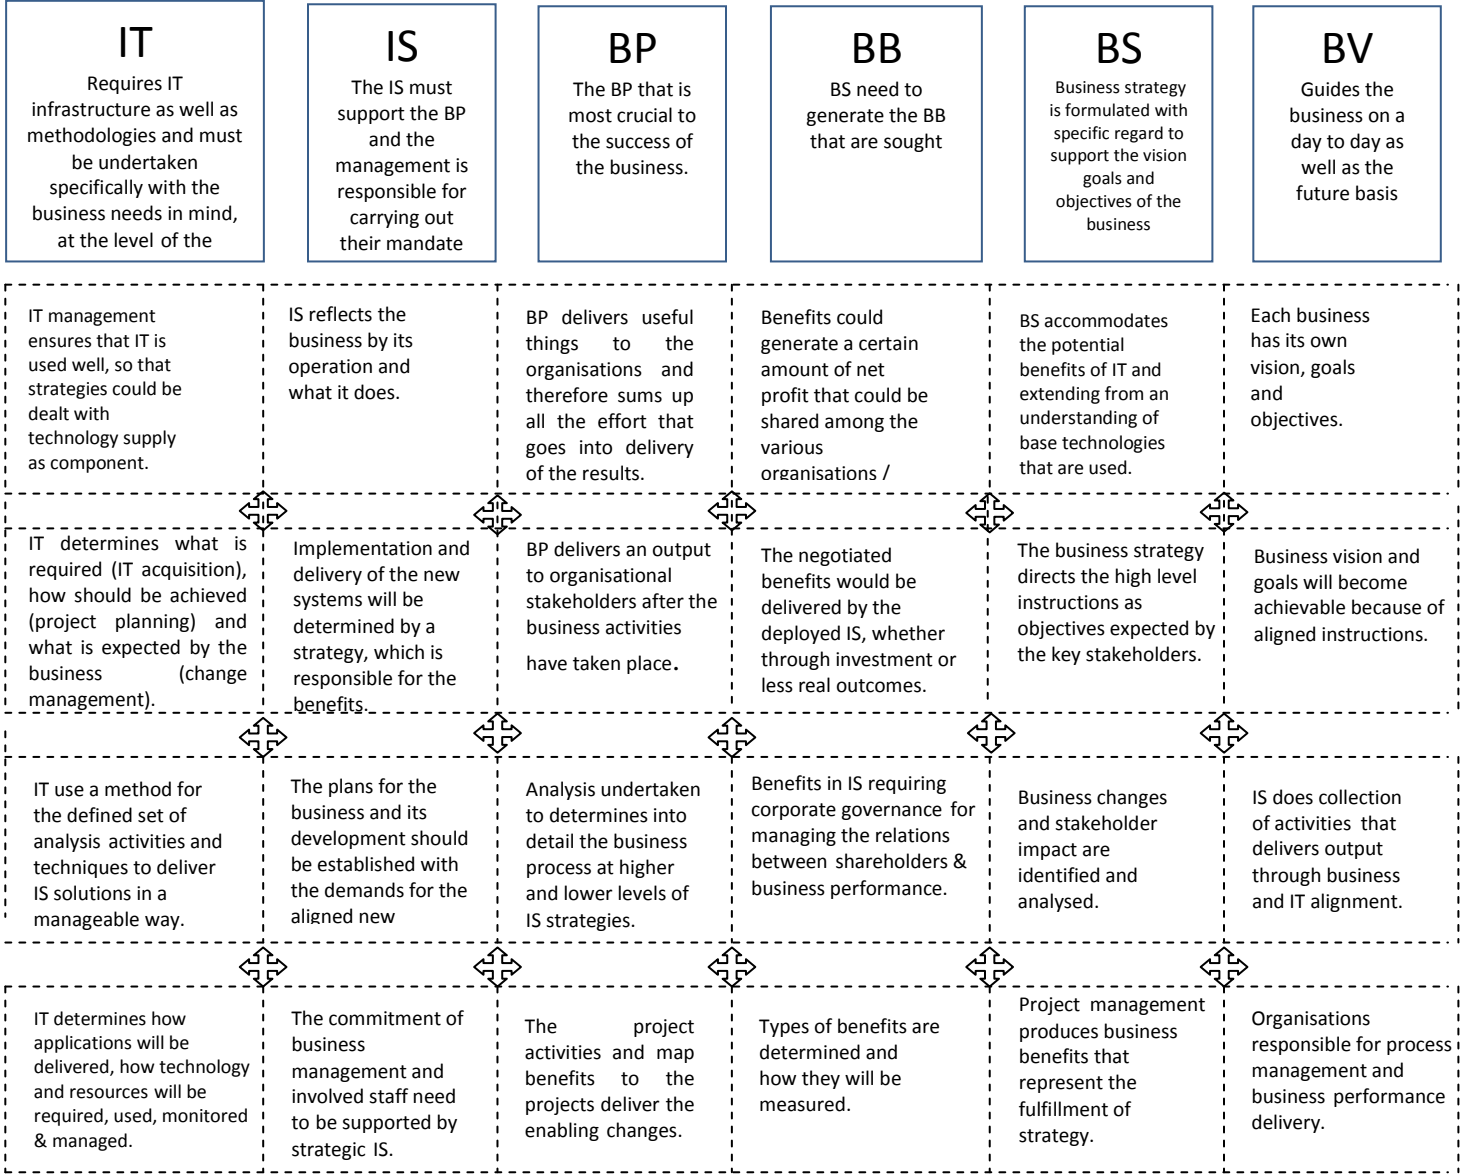 IT
Requires IT
infrastructure as well as
methodologies and must
be undertaken
specifically with the
business needs in mind,
at the level of the
IS
The IS must
support the BP
and the
management is
responsible for
carrying out
their mandate
BP
The BP that is
most crucial to
the success of
the business.
BB
BS need to
generate the BB
that are sought
BS
Business strategy
is formulated with
specific regard to
support the vision
goals and
objectives of the
business
BV
Guides the
business on a
day to day as
well as the
future basis
IT management
ensures that IT is
used well, so that
strategies could be
dealt with
technology supply
as component.
IS reflects the
business by its
operation and
what it does.
BP delivers useful
things to the
organisations and
therefore sums up
all the effort that
goes into delivery
of the results.
Benefits could
generate a certain
amount of net
profit that could be
shared among the
various
organisations /
BS accommodates
the potential
benefits of IT and
extending from an
understanding of
base technologies
that are used.
Each business
has its own
vision, goals
and
objectives.
IT determines what is
required (IT acquisition),
how should be achieved
(project planning) and
what is expected by the
business (change
management).
Implementation and
delivery of the new
systems will be
determined by a
strategy, which is
responsible for the
benefits.
BP delivers an output
to organisational
stakeholders after the
business activities
have taken place.
The negotiated
benefits would be
delivered by the
deployed IS, whether
through investment or
less real outcomes.
The business strategy
directs the high level
instructions as
objectives expected by
the key stakeholders.
Business vision and
goals will become
achievable because of
aligned instructions.
IT use a method for
the defined set of
analysis activities and
techniques to deliver
IS solutions in a
manageable way.
The plans for the
business and its
development should
be established with
the demands for the
aligned new
Analysis undertaken
to determines into
detail the business
process at higher
and lower levels of
IS strategies.
Benefits in IS requiring
corporate governance for
managing the relations
between shareholders &
business performance.
Business changes
and stakeholder
impact are
identified and
analysed.
IS does collection
of activities that
delivers output
through business
and IT alignment.
IT determines how
applications will be
delivered, how technology
and resources will be
required, used, monitored
& managed.
The commitment of
business
management and
involved staff need
to be supported by
strategic IS.
The project
activities and map
benefits to the
projects deliver the
enabling changes.
Types of benefits are
determined and
how they will be
measured.
Project management
produces business
benefits that
represent the
fulfillment of
strategy.
Organisations
responsible for process
management and
business performance
delivery.